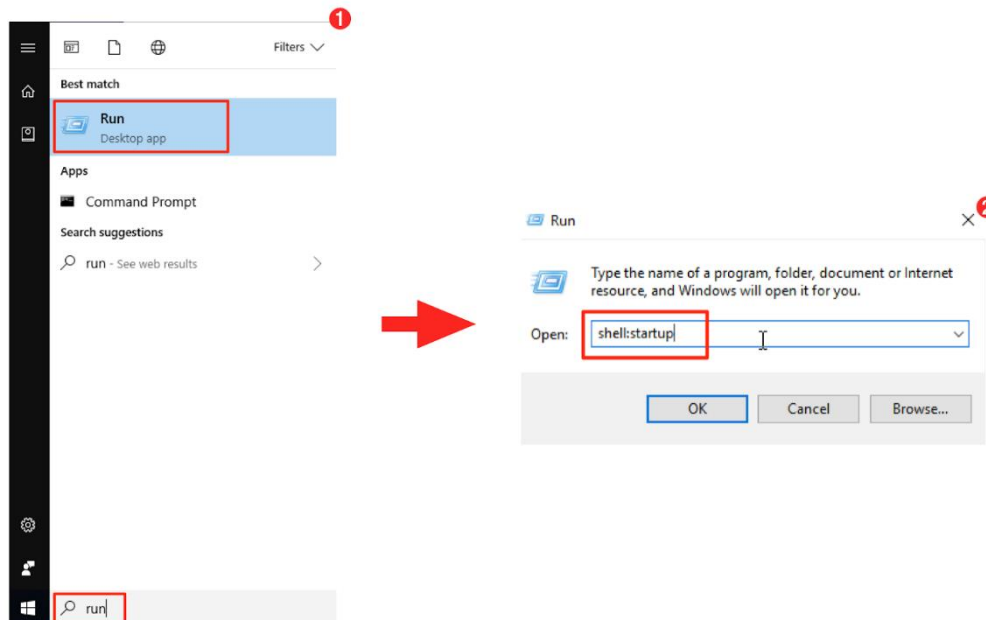 1
Filters
Best match
Run
Desktop app
Apps
Command Prompt
Search suggestions
run - See web results
run
2
Run
Type the name of a program, folder, document or Internet
resource, and Windows will open it for you.
Open:
shell:startup
OK
Cancel
Browse...